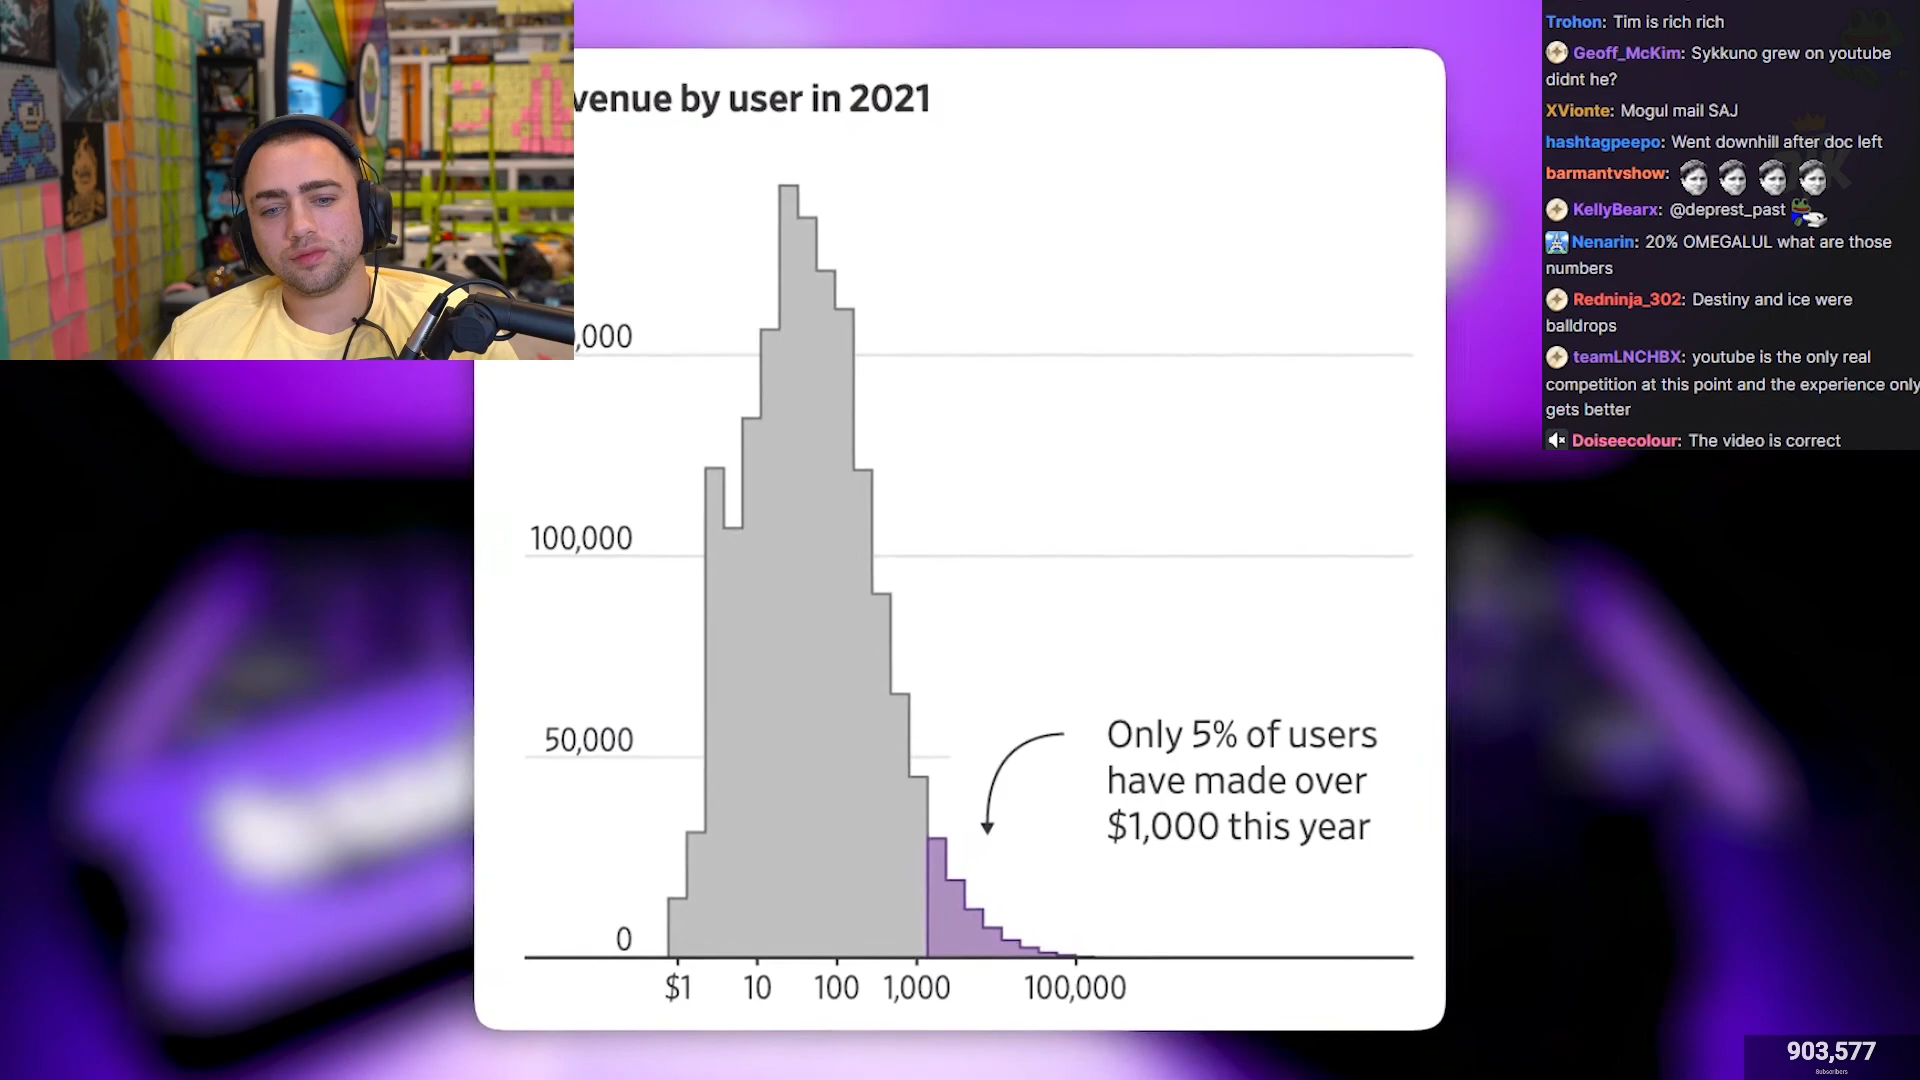 venue by user in 2021
,000
100,000
50,000
0
$1 10 100 1,000 100,000
Only 5% of users
have made over
$1,000 this year
Trohon: Tim is rich rich
Geoff_McKim: Sykkuno grew on youtube
didnt he?
XVionte: Mogul mail SAJ
hashtagpeepo: Went downhill after doc left
barmantvshow:
KellyBearx: @deprest_past
Nenarin: 20% OMEGALUL what are those
numbers
Redninja_302: Destiny and ice were
balldrops
teamLNCHBX: youtube is the only real
competition at this point and the experience only
gets better
Doiseecolour: The video is correct
903,577
Subscribers